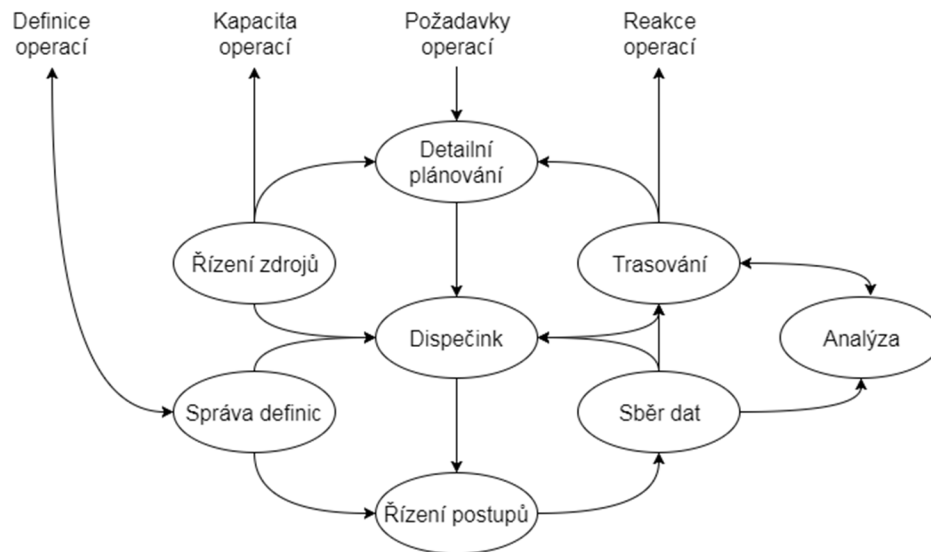 Definice
operací
Kapacita
operací
Požadavky
operací
Reakce
operací
Detailní
plánování
Řízení zdrojů
Trasování
Dispečink
Analýza
Správa definic
Sběr dat
Řízení postupů